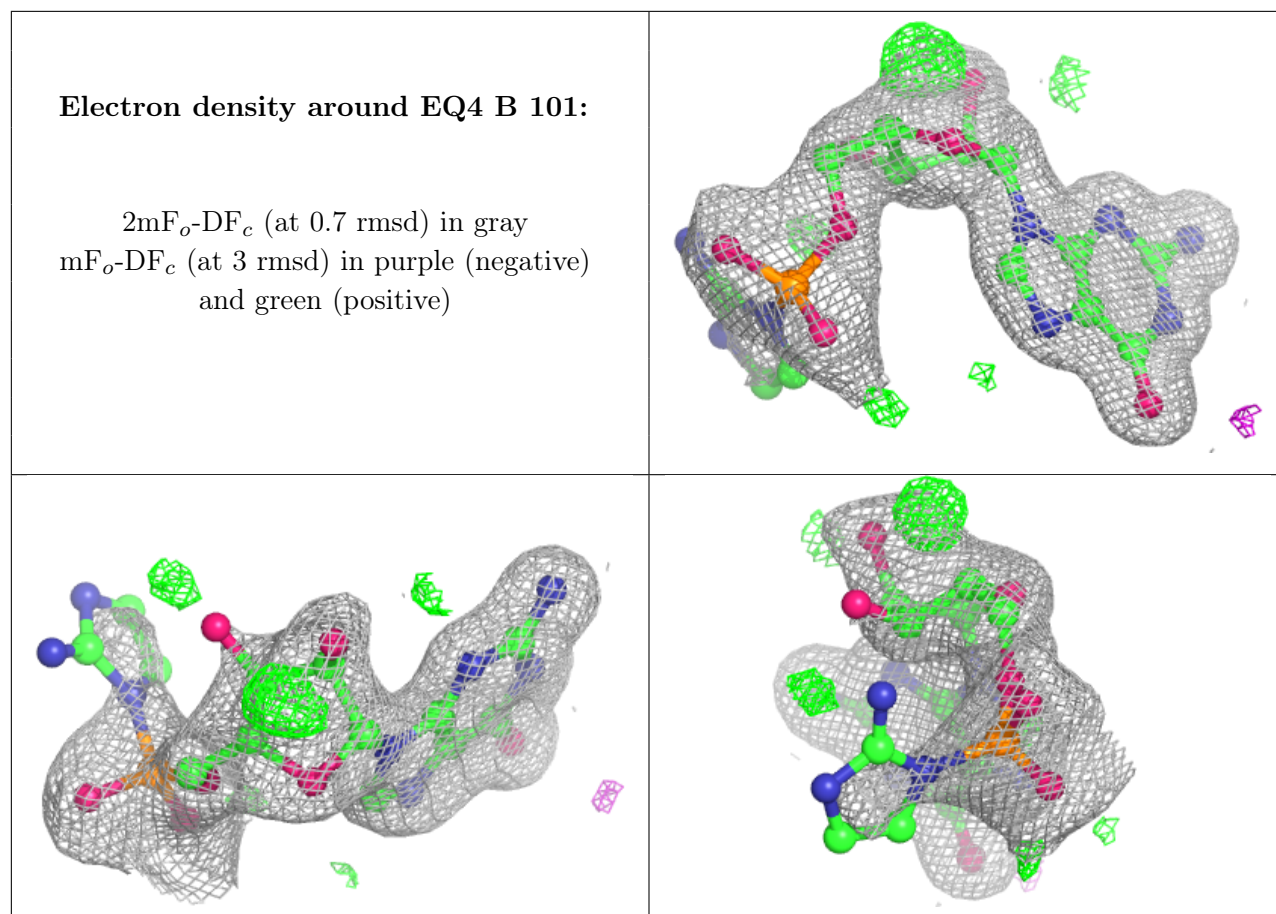 Electron density around EQ4 B 101:
2mFo-DFc (at 0.7 rmsd) in gray
mFo-DFc (at 3 rmsd) in purple (negative)
and green (positive)